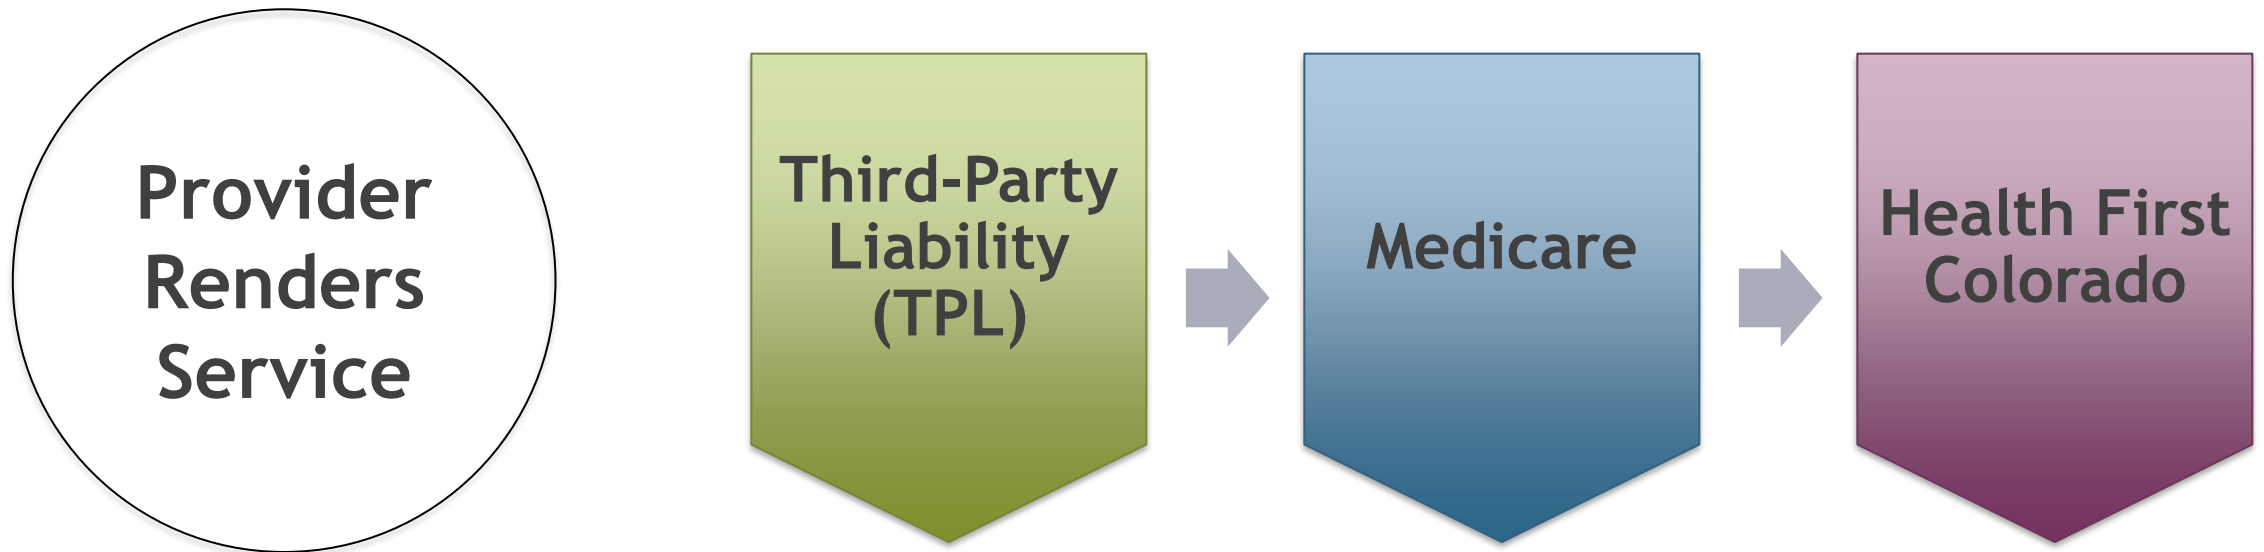 Provider
Renders
Service
Third-Party
Liability
(TPL)
Medicare
Health First
Colorado